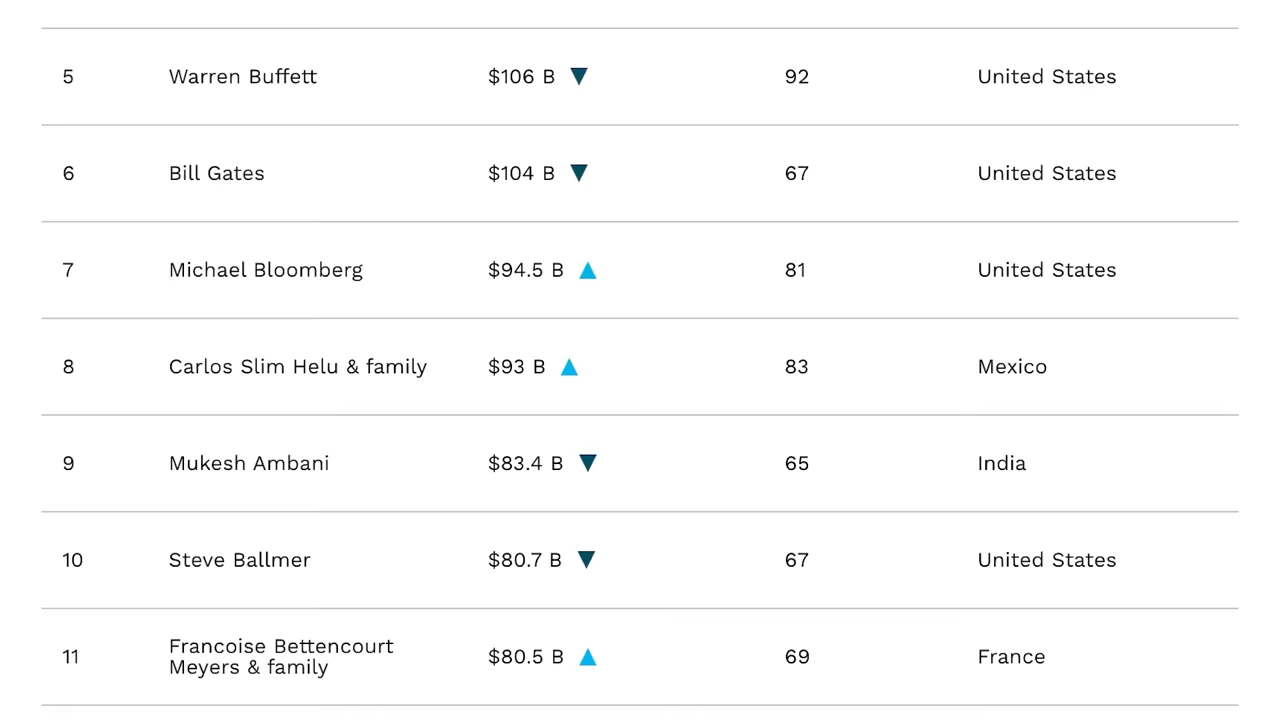 5 Warren Buffett $106 B ▼ 92 United States
6 Bill Gates $104 B ▼ 67 United States
7 Michael Bloomberg $94.5 B ▲ 81 United States
8 Carlos Slim Helu & family $93 B ▲ 83 Mexico
9 Mukesh Ambani $83.4 B ▼ 65 India
10 Steve Ballmer $80.7 B ▼ 67 United States
11 Francoise Bettencourt
Meyers & family $80.5 B ▲ 69 France